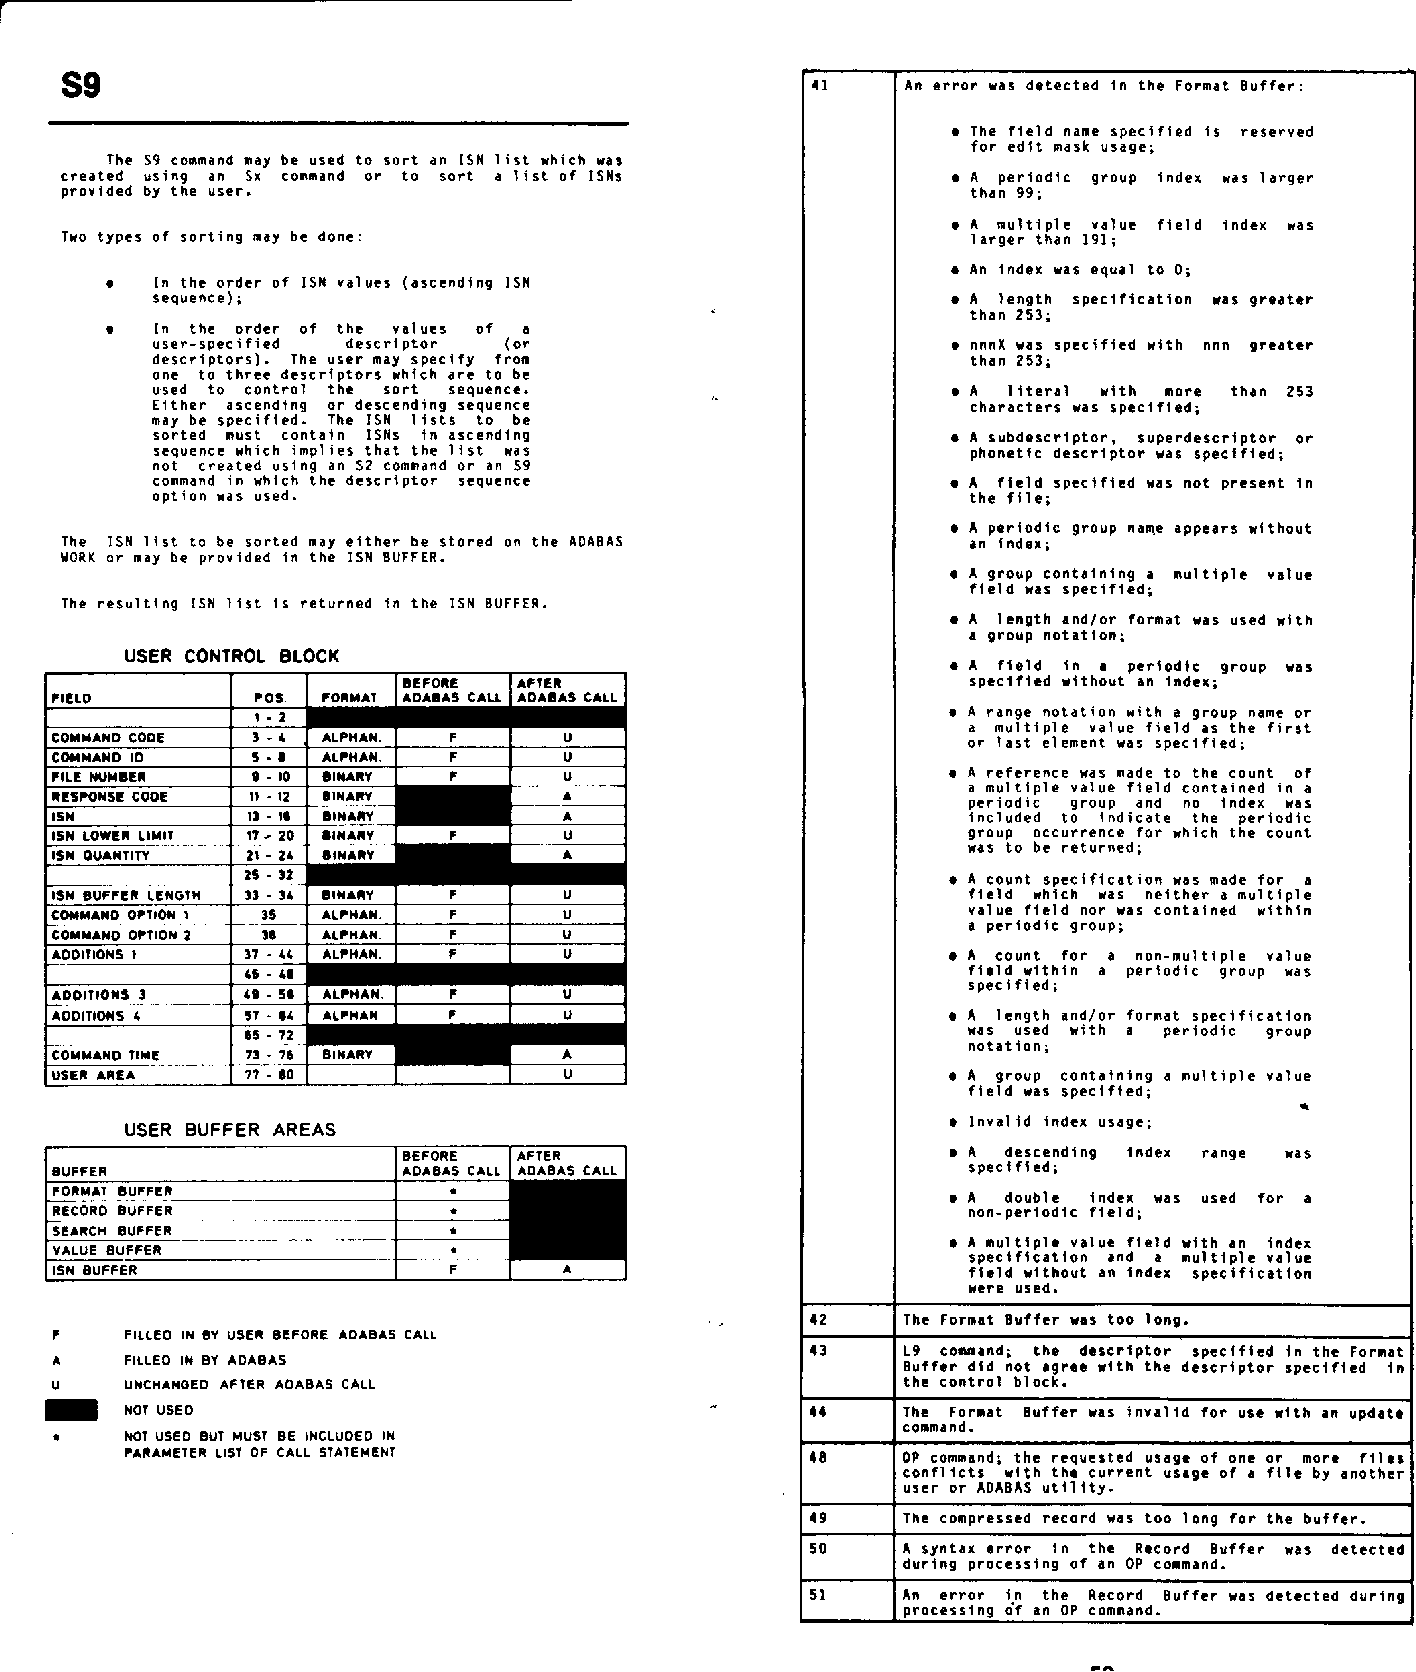 S9
The S9 command may be used to sort an ISN list which was
created using an Sx command or to sort a list of ISNs
provided by the user.
Two types of sorting may be done:
• In the order of ISN values (ascending ISN
sequence);
• In the order of the values of a
user-specified descriptor (or
descriptors). The user may specify from
one to three descriptors which are to be
used to control the sort sequence.
Either ascending or descending sequence
may be specified. The ISN lists to be
sorted must contain ISNs in ascending
sequence which implies that the list was
not created using an S2 command or an S9
command in which the descriptor sequence
option was used.
The ISN list to be sorted may either be stored on the ADABAS
WORK or may be provided in the ISN BUFFER.
The resulting ISN list is returned in the ISN BUFFER.
USER CONTROL BLOCK
FIELD POS. FORMAT BEFORE ADABAS CALL AFTER ADABAS CALL
1 - 2
COMMAND CODE 3 - 4 ALPHAN. F U
COMMAND ID 5 - 8 ALPHAN. F U
FILE NUMBER 9 - 10 BINARY F U
RESPONSE CODE 11 - 12 BINARY A
ISN 13 - 16 BINARY A
ISN LOWER LIMIT 17 - 20 BINARY F U
ISN QUANTITY 21 - 24 BINARY A
25 - 32
ISN BUFFER LENGTH 33 - 34 BINARY F U
COMMAND OPTION 1 35 ALPHAN. F U
COMMAND OPTION 2 36 ALPHAN. F U
ADDITIONS 1 37 - 44 ALPHAN. F U
45 - 48
ADDITIONS 3 49 - 56 ALPHAN. F U
ADDITIONS 4 57 - 64 ALPHAN F U
65 - 72
COMMAND TIME 73 - 76 BINARY A
USER AREA 77 - 80 U
USER BUFFER AREAS
BUFFER BEFORE ADABAS CALL AFTER ADABAS CALL
FORMAT BUFFER *
RECORD BUFFER *
SEARCH BUFFER *
VALUE BUFFER *
ISN BUFFER F A
F FILLED IN BY USER BEFORE ADABAS CALL
A FILLED IN BY ADABAS
U UNCHANGED AFTER ADABAS CALL
NOT USED
* NOT USED BUT MUST BE INCLUDED IN
PARAMETER LIST OF CALL STATEMENT
41 An error was detected in the Format Buffer:
• The field name specified is reserved
for edit mask usage;
• A periodic group index was larger
than 99;
• A multiple value field index was
larger than 191;
• An index was equal to 0;
• A length specification was greater
than 253;
• nnnX was specified with nnn greater
than 253;
• A literal with more than 253
characters was specified;
• A subdescriptor, superdescriptor or
phonetic descriptor was specified;
• A field specified was not present in
the file;
• A periodic group name appears without
an index;
• A group containing a multiple value
field was specified;
• A length and/or format was used with
a group notation;
• A field in a periodic group was
specified without an index;
• A range notation with a group name or
a multiple value field as the first
or last element was specified;
• A reference was made to the count of
a multiple value field contained in a
periodic group and no index was
included to indicate the periodic
group occurrence for which the count
was to be returned;
• A count specification was made for a
field which was neither a multiple
value field nor was contained within
a periodic group;
• A count for a non-multiple value
field within a periodic group was
specified;
• A length and/or format specification
was used with a periodic group
notation;
• A group containing a multiple value
field was specified;
• Invalid index usage;
• A descending index range was
specified;
• A double index was used for a
non-periodic field;
• A multiple value field with an index
specification and a multiple value
field without an index specification
were used.
42 The Format Buffer was too long.
43 L9 command; the descriptor specified in the Format
Buffer did not agree with the descriptor specified in
the control block.
44 The Format Buffer was invalid for use with an update
command.
48 OP command; the requested usage of one or more files
conflicts with the current usage of a file by another
user or ADABAS utility.
49 The compressed record was too long for the buffer.
50 A syntax error in the Record Buffer was detected
during processing of an OP command.
51 An error in the Record Buffer was detected during
processing of an OP command.